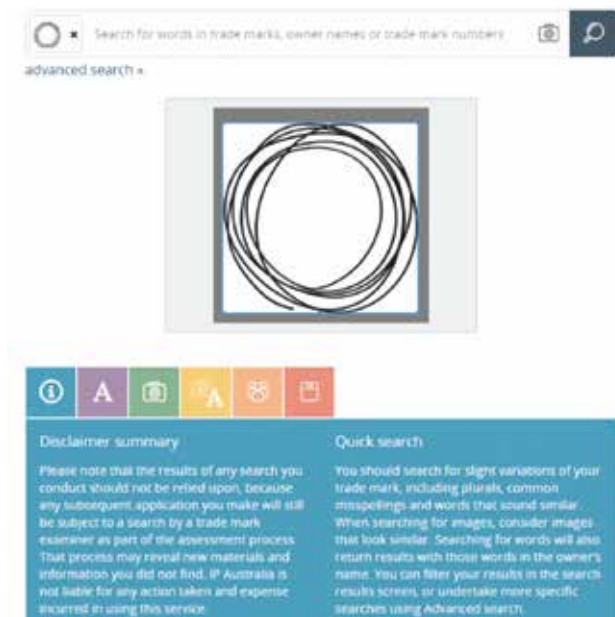 Search for words in trade marks, owner names or trade mark numbers
advanced search »
A
A
Disclaimer summary
Please note that the results of any search you
conduct should not be relied upon, because
any subsequent application you make will still
be subject to a search by a trade mark
examiner as part of the assessment process.
That process may reveal new materials and
information you did not find. IP Australia is
not liable for any action taken and expense
incurred in using this service.
Quick search
You should search for slight variations of your
trade mark, including plurals, common
misspellings and words that sound similar.
When searching for images, consider images
that look similar. Searching for words will also
return results with those words in the owner's
name. You can filter your results in the search
results screen, or undertake more specific
searches using Advanced search.